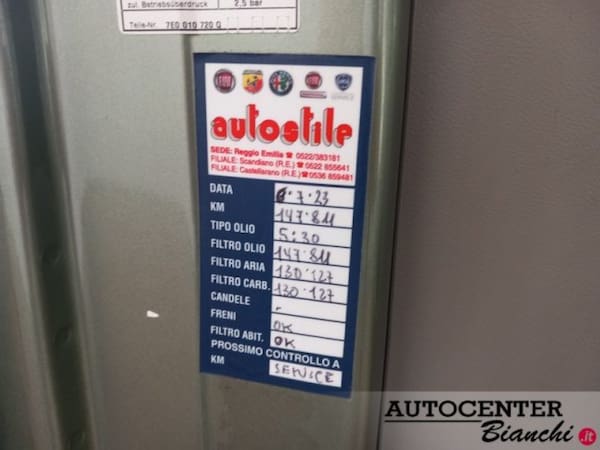 zul. Betriebsüberdruck 2,5 bar
Teile-Nr. 7E0 010 720 Q
autostile
SEDE: Reggio Emilia ☎ 0522/383181
FILIALE: Scandiano (R.E.) ☎ 0522 855641
FILIALE: Castellarano (R.E.) ☎ 0536 859481
DATA 6.7.23
KM 147.811
TIPO OLIO 5:30
FILTRO OLIO 147.811
FILTRO ARIA 130.127
FILTRO CARB. 130.127
CANDELE -
FRENI OK
FILTRO ABIT. OK
PROSSIMO CONTROLLO A
KM SERVICE
AUTOCENTER
Bianchi.it